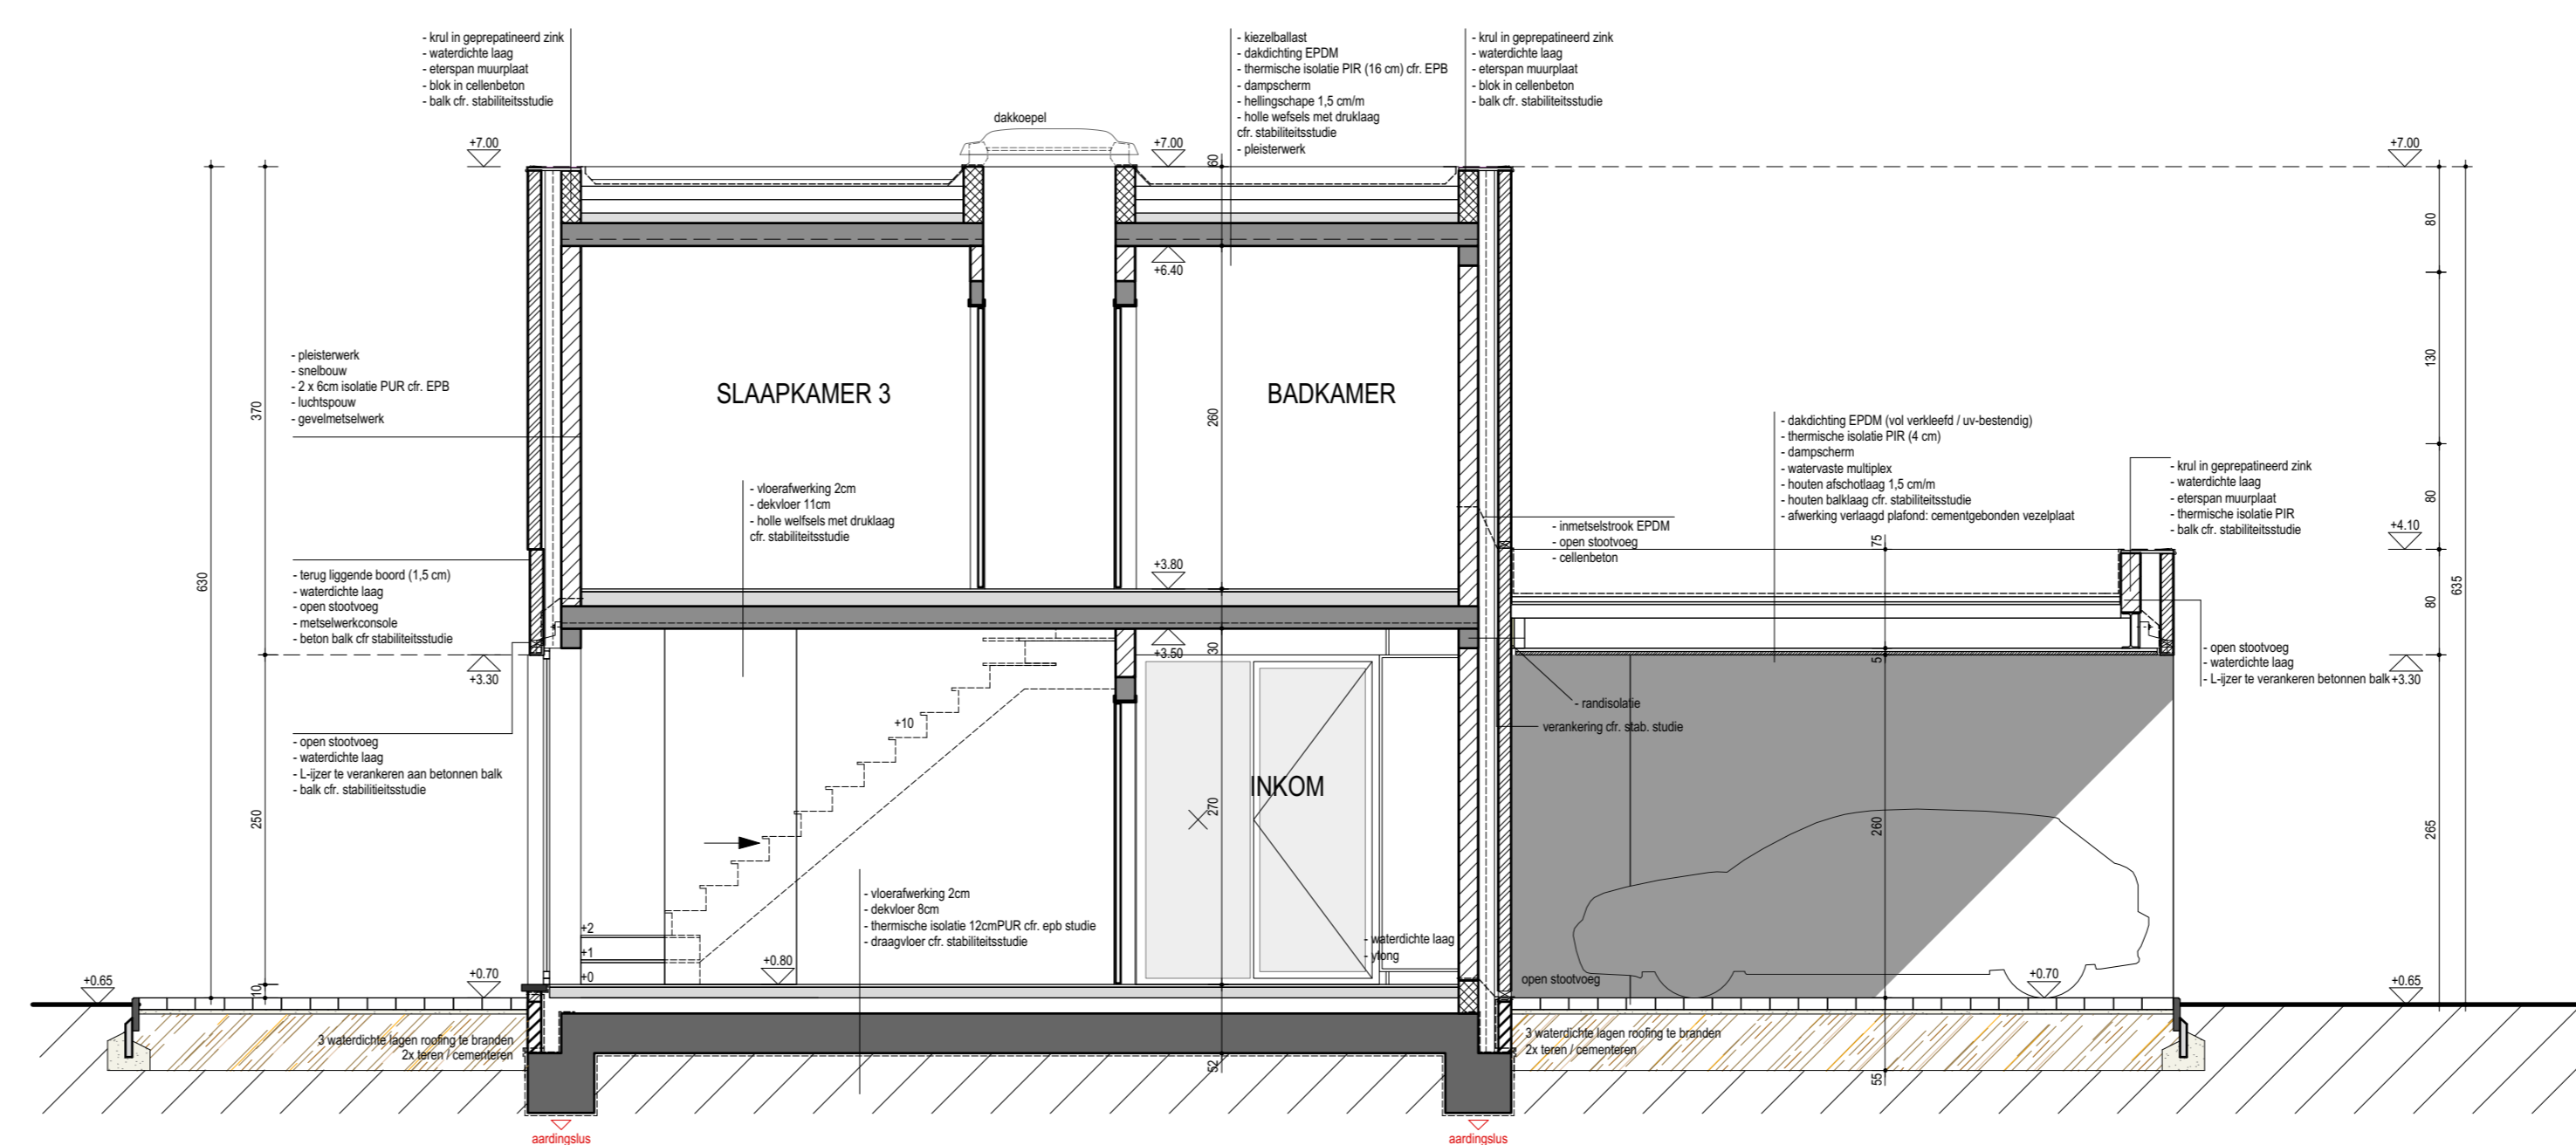 - krul in geprepatineerd zink
- waterdichte laag
- eterspan muurplaat
- blok in cellenbeton
- balk cfr. stabiliteitsstudie
dakkoepel
- kiezelballast
- dakdichting EPDM
- thermische isolatie PIR (16 cm) cfr. EPB
- dampscherm
- hellingschape 1,5 cm/m
- holle wefsels met druklaag
cfr. stabiliteitsstudie
- pleisterwerk
- krul in geprepatineerd zink
- waterdichte laag
- eterspan muurplaat
- blok in cellenbeton
- balk cfr. stabiliteitsstudie
+7.00
+7.00
60
+7.00
80
+6.40
130
- pleisterwerk
- snelbouw
- 2 x 6cm isolatie PUR cfr. EPB
- luchtspouw
- gevelmetselwerk
370
SLAAPKAMER 3
BADKAMER
260
- dakdichting EPDM (vol verkleefd / uv-bestendig)
- thermische isolatie PIR (4 cm)
- dampscherm
- watervaste multiplex
- houten afschotlaag 1,5 cm/m
- houten balklaag cfr. stabiliteitsstudie
- afwerking verlaagd plafond: cementgebonden vezelplaat
- krul in geprepatineerd zink
- waterdichte laag
- eterspan muurplaat
- thermische isolatie PIR
- balk cfr. stabiliteitsstudie
80
- vloerafwerking 2cm
- dekvloer 11cm
- holle welfsels met druklaag
cfr. stabiliteitsstudie
- inmetselstrook EPDM
- open stootvoeg
- cellenbeton
75
+4.10
630
- terug liggende boord (1,5 cm)
- waterdichte laag
- open stootvoeg
- metselwerkconsole
- beton balk cfr stabiliteitsstudie
+3.80
80
635
+3.30
+3.50
30
5
- open stootvoeg
- waterdichte laag
- L-ijzer te verankeren betonnen balk
+3.30
- randisolatie
verankering cfr. stab. studie
+10
- open stootvoeg
- waterdichte laag
- L-ijzer te verankeren aan betonnen balk
- balk cfr. stabilitieitsstudie
250
INKOM
270
260
265
- vloerafwerking 2cm
- dekvloer 8cm
- thermische isolatie 12cmPUR cfr. epb studie
- draagvloer cfr. stabiliteitsstudie
- waterdichte laag
- ytong
+2
+1
+0
+0.80
open stootvoeg
+0.65
+0.70
10
+0.70
+0.65
3 waterdichte lagen roofing te branden
2x teren / cementeren
3 waterdichte lagen roofing te branden
2x teren / cementeren
52
55
aardingslus
aardingslus